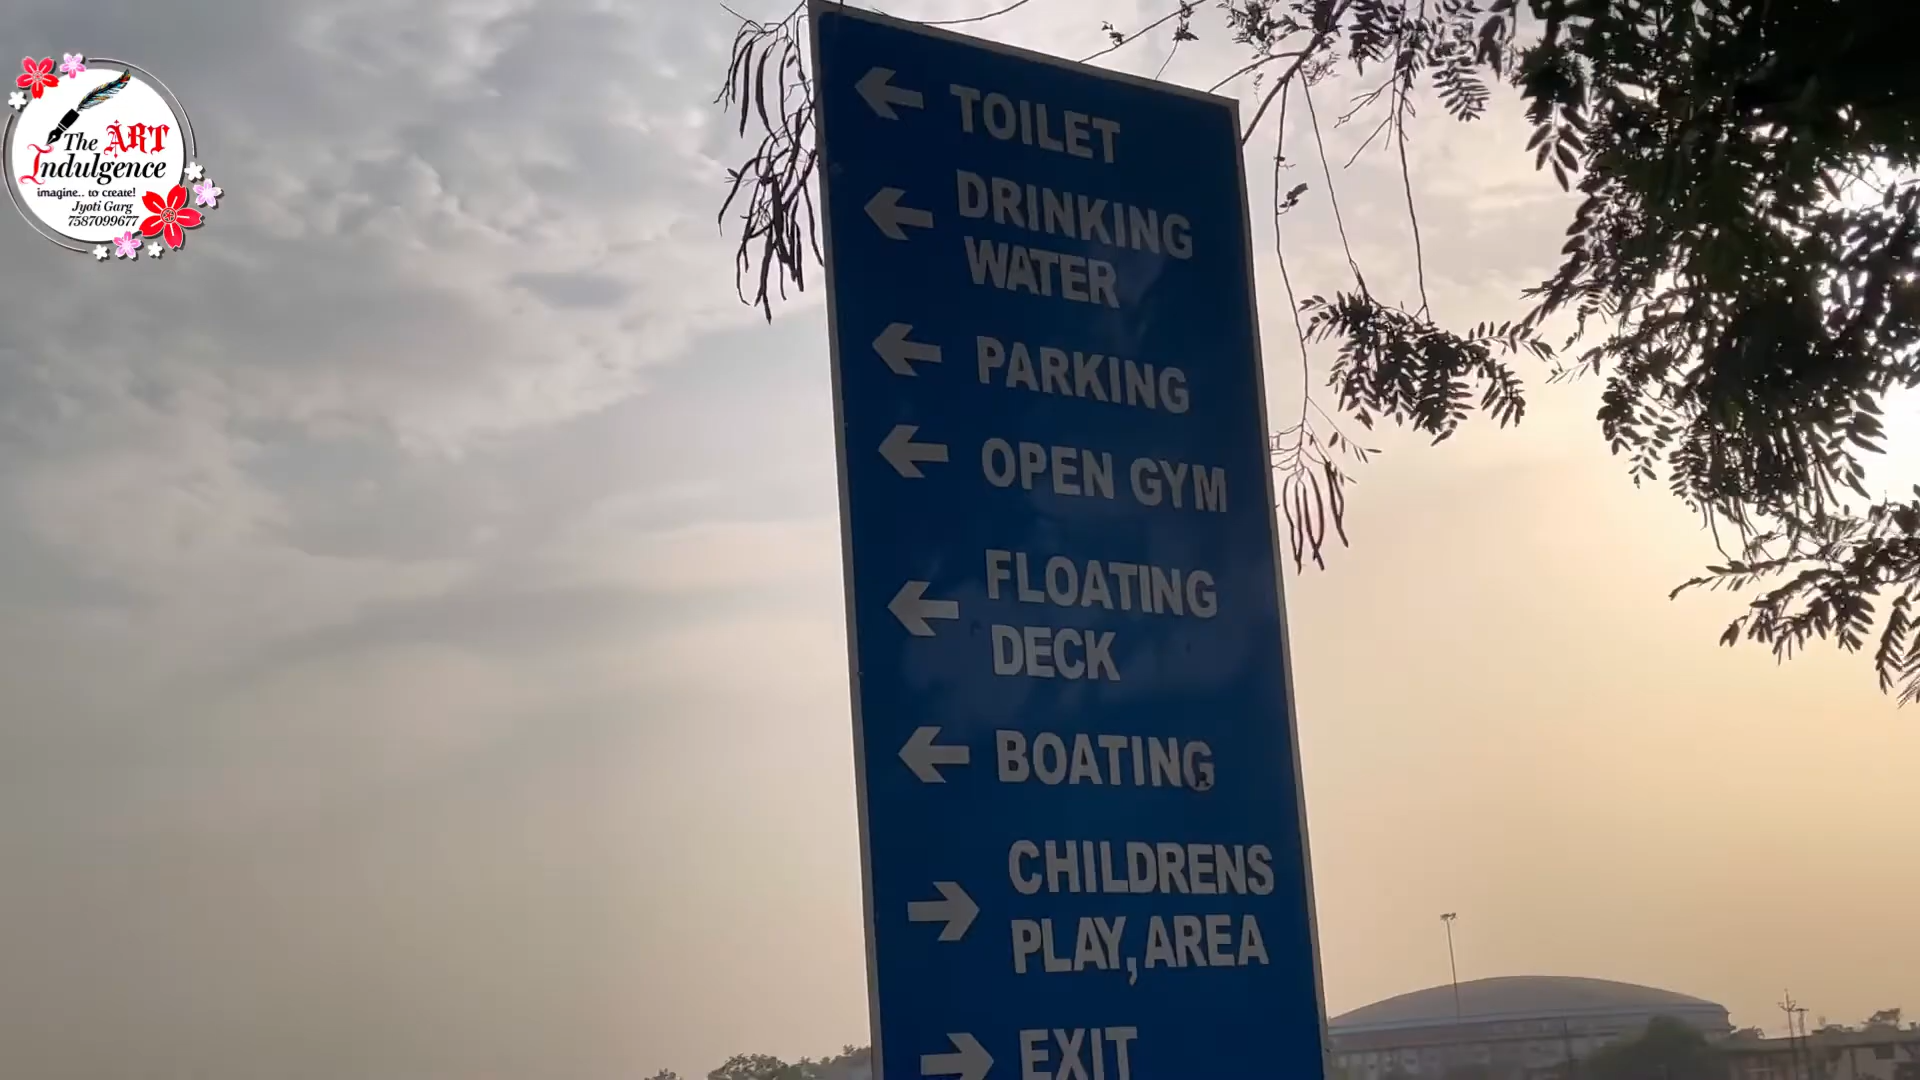 The ART
Indulgence
imagine.. to create!
Jyoti Garg
7587099677
TOILET
DRINKING
WATER
PARKING
OPEN GYM
FLOATING
DECK
BOATING
CHILDRENS
PLAY, AREA
EXIT